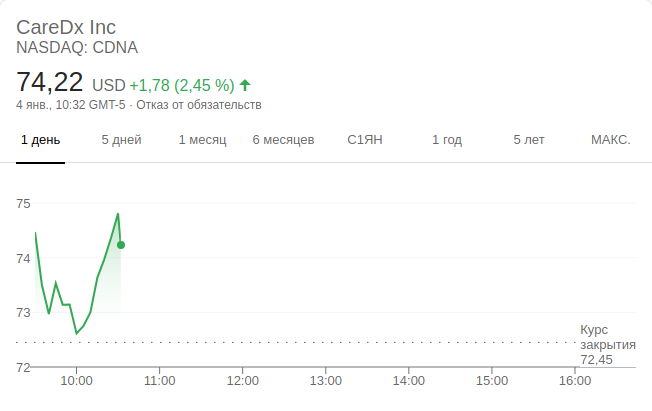 CareDx Inc
NASDAQ: CDNA
74,22 USD +1,78 (2,45 %)
4 янв., 10:32 GMT-5 · Отказ от обязательств
1 день 5 дней 1 месяц 6 месяцев С1ЯН 1 год 5 лет МАКС.
75
74
73
Курс
закрытия
72,45
72
10:00 11:00 12:00 13:00 14:00 15:00 16:00